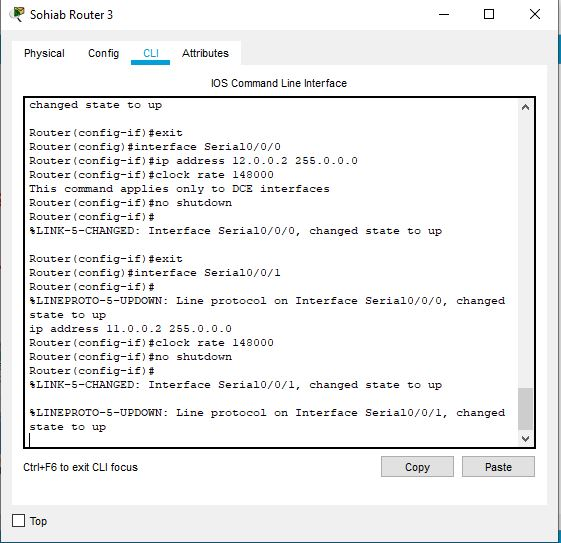 Sohiab Router 3
Physical Config CLI Attributes
IOS Command Line Interface
changed state to up
Router(config-if)#exit
Router(config)#interface Serial0/0/0
Router(config-if)#ip address 12.0.0.2 255.0.0.0
Router(config-if)#clock rate 148000
This command applies only to DCE interfaces
Router(config-if)#no shutdown
Router(config-if)#
%LINK-5-CHANGED: Interface Serial0/0/0, changed state to up
Router(config-if)#exit
Router(config)#interface Serial0/0/1
Router(config-if)#
%LINEPROTO-5-UPDOWN: Line protocol on Interface Serial0/0/0, changed
state to up
ip address 11.0.0.2 255.0.0.0
Router(config-if)#clock rate 148000
Router(config-if)#no shutdown
Router(config-if)#
%LINK-5-CHANGED: Interface Serial0/0/1, changed state to up
%LINEPROTO-5-UPDOWN: Line protocol on Interface Serial0/0/1, changed
state to up
Ctrl+F6 to exit CLI focus
Copy Paste
Top